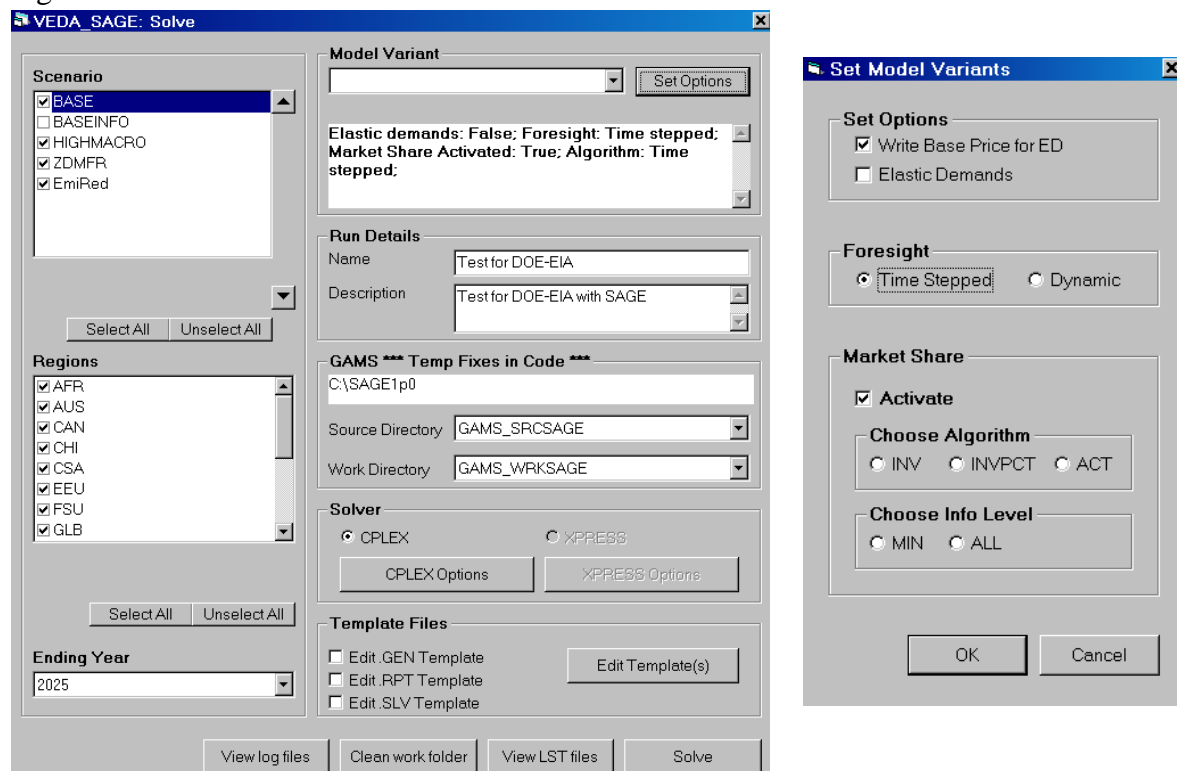 VEDA_SAGE: Solve
Scenario
BASE
BASEINFO
HIGHMACRO
ZDMFR
EmiRed
Select All
Unselect All
Regions
AFR
AUS
CAN
CHI
CSA
EEU
FSU
GLB
Select All
Unselect All
Ending Year
2025
Model Variant
Set Options
Elastic demands: False; Foresight: Time stepped;
Market Share Activated: True; Algorithm: Time
stepped;
Run Details
Name
Test for DOE-EIA
Description
Test for DOE-EIA with SAGE
GAMS *** Temp Fixes in Code ***
C:\SAGE1p0
Source Directory
GAMS_SRCSAGE
Work Directory
GAMS_WRKSAGE
Solver
CPLEX
XPRESS
CPLEX Options
XPRESS Options
Template Files
Edit .GEN Template
Edit .RPT Template
Edit .SLV Template
Edit Template(s)
View log files
Clean work folder
View LST files
Solve
Set Model Variants
Set Options
Write Base Price for ED
Elastic Demands
Foresight
Time Stepped
Dynamic
Market Share
Activate
Choose Algorithm
INV
INVPCT
ACT
Choose Info Level
MIN
ALL
OK
Cancel